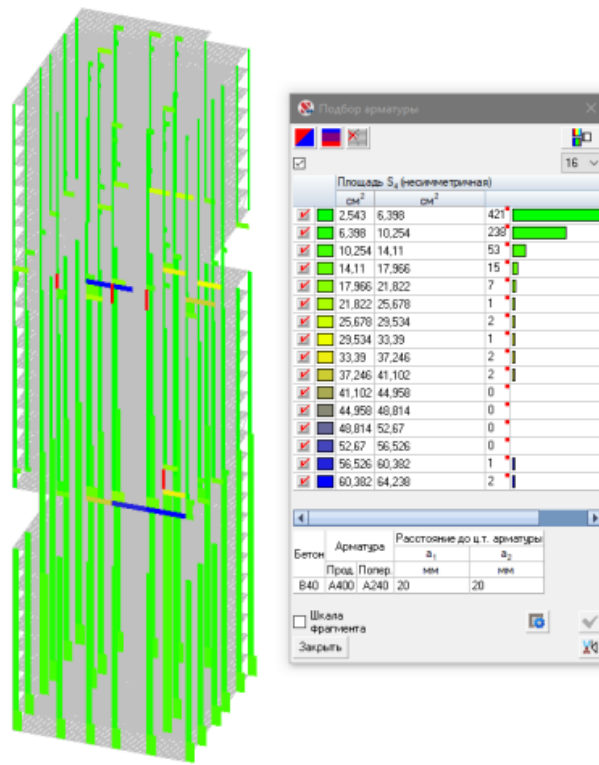 Подбор арматуры
16
Площадь S₄ (несимметричная)
см² см²
2,543 6,398 421
6,398 10,254 238
10,254 14,11 53
14,11 17,966 15
17,966 21,822 7
21,822 25,678 1
25,678 29,534 2
29,534 33,39 1
33,39 37,246 2
37,246 41,102 2
41,102 44,958 0
44,958 48,814 0
48,814 52,67 0
52,67 56,526 0
56,526 60,382 1
60,382 64,238 2
Бетон Арматура Расстояние до ц.т. арматуры
a₁ a₂
Прод. Попер. мм мм
B40 A400 A240 20 20
Шкала
фрагмента
Закрыть